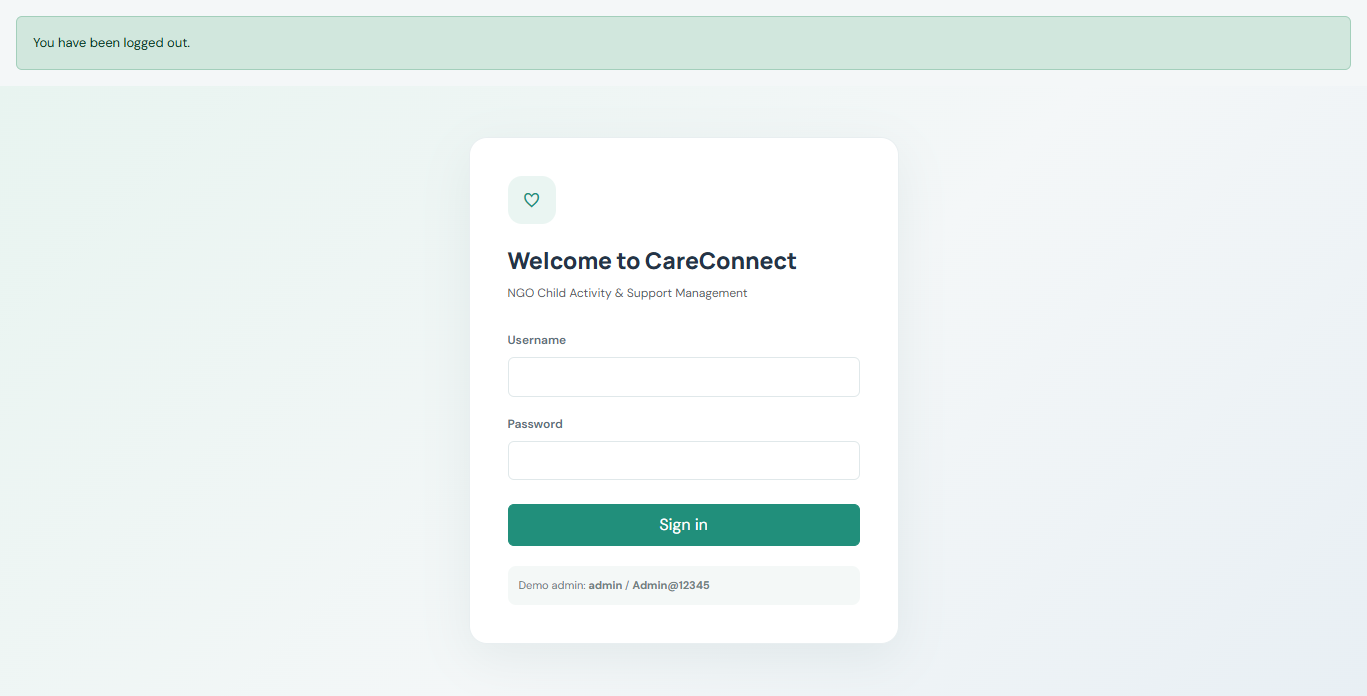 You have been logged out.
Welcome to CareConnect
NGO Child Activity & Support Management
Username
Password
Sign in
Demo admin: admin / Admin@12345